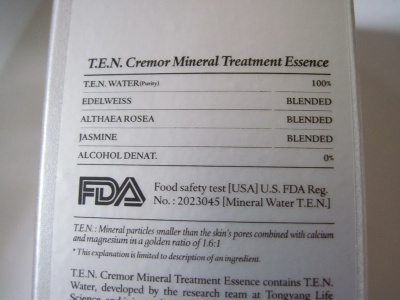 T.E.N. Cremor Mineral Treatment Essence
T.E.N. WATER(Purity) 100%
EDELWEISS BLENDED
ALTHAEA ROSEA BLENDED
JASMINE BLENDED
ALCOHOL DENAT. 0%
FDA Food safety test [USA] U.S. FDA Reg.
No. : 2023045 [Mineral Water T.E.N.]
T.E.N. : Mineral particles smaller than the skin's pores combined with calcium
and magnesium in a golden ratio of 1.6:1
* This explanation is limited to description of an ingredient.
T.E.N. Cremor Mineral Treatment Essence contains T.E.N.
Water, developed by the research team at Tongyang Life